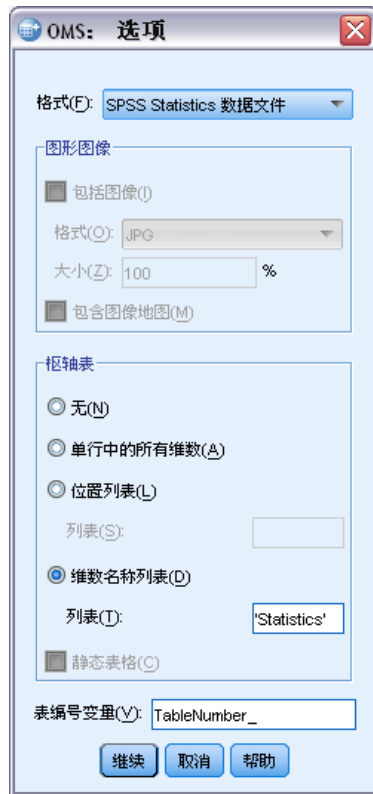 OMS： 选项
格式(F): SPSS Statistics 数据文件
图形图像
包括图像(I)
格式(O): JPG
大小(Z): 100 %
包含图像地图(M)
枢轴表
无(N)
单行中的所有维数(A)
位置列表(L)
列表(S):
维数名称列表(D)
列表(T): 'Statistics'
静态表格(C)
表编号变量(V): TableNumber_
继续 取消 帮助